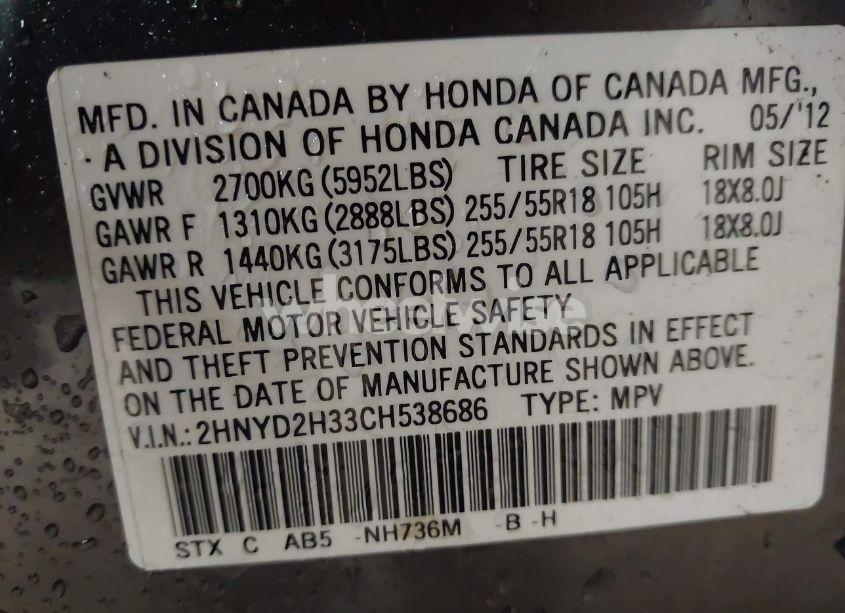 MFD. IN CANADA BY HONDA OF CANADA MFG.,
A DIVISION OF HONDA CANADA INC. 05/'12
GVWR 2700KG (5952LBS) TIRE SIZE RIM SIZE
GAWR F 1310KG (2888LBS) 255/55R18 105H 18X8.0J
GAWR R 1440KG (3175LBS) 255/55R18 105H 18X8.0J
THIS VEHICLE CONFORMS TO ALL APPLICABLE
FEDERAL MOTOR VEHICLE SAFETY
AND THEFT PREVENTION STANDARDS IN EFFECT
ON THE DATE OF MANUFACTURE SHOWN ABOVE.
V.I.N.: 2HNYD2H33CH538686 TYPE: MPV
STX C AB5 -NH736M -B -H